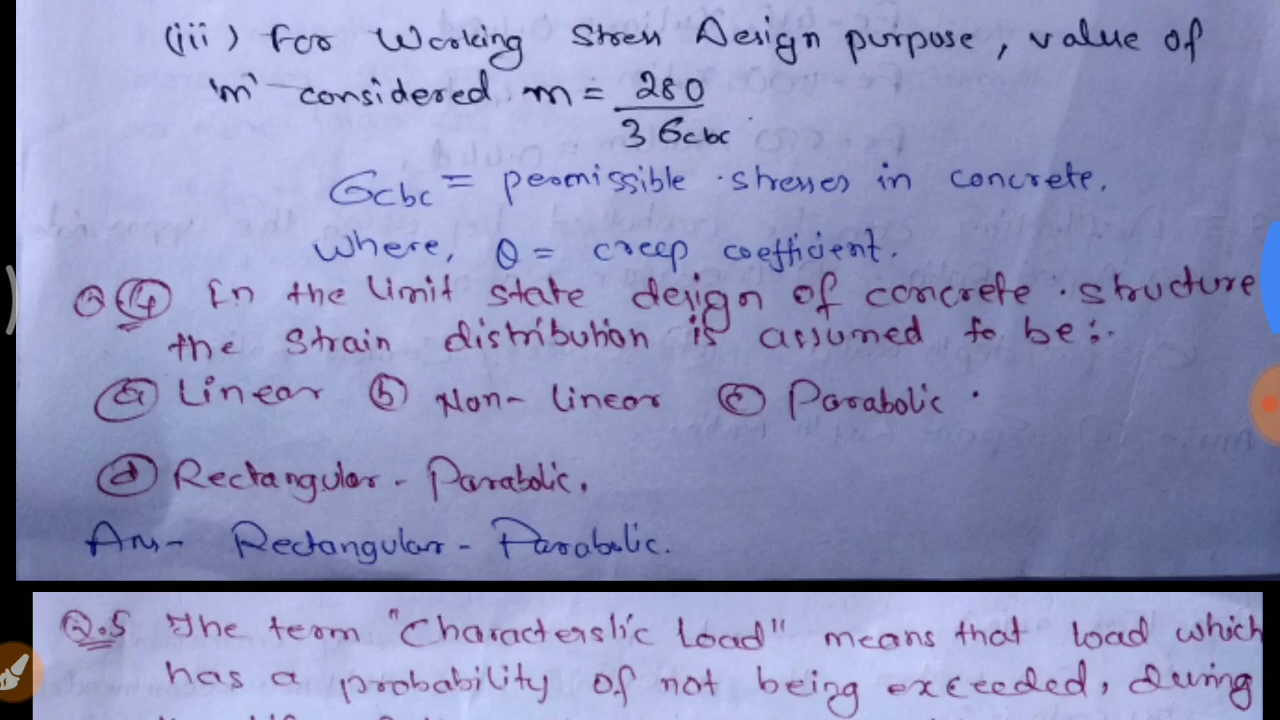 (iii) For Working Stress Design purpose, value of
'm' considered m = 280
3 σcbc
σcbc = permissible stresses in concrete.
Where, θ = creep coefficient.
Q (4) In the limit state design of concrete structure
the strain distribution is assumed to be:-
(a) Linear (b) Non-linear (c) Parabolic.
(d) Rectangular - Parabolic.
Ans - Rectangular - Parabolic.
Q.5 The term "Characterstic load" means that load which
has a probability of not being exceeded, during